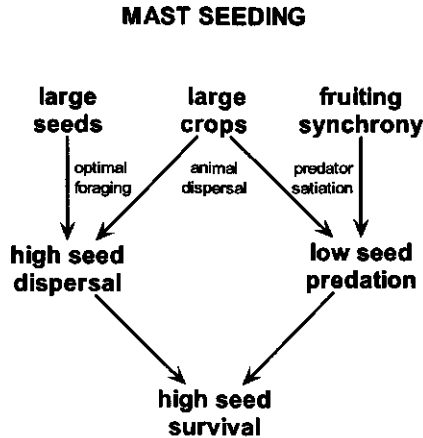 MAST SEEDING
large
seeds
large
crops
fruiting
synchrony
optimal
foraging
animal
dispersal
predator
satiation
high seed
dispersal
low seed
predation
high seed
survival